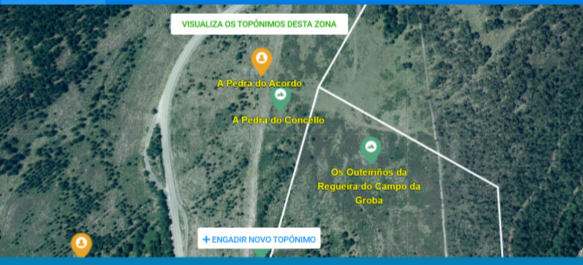 VISUALIZA OS TOPÓNIMOS DESTA ZONA
A Pedra do Acordo
A Pedra do Concello
Os Outeiriños da
Regueira do Campo da
Groba
+ ENGADIR NOVO TOPÓNIMO